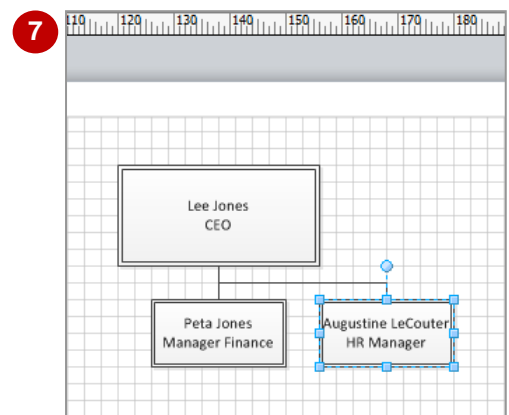 7
110 120 130 140 150 160 170 180
Lee Jones
CEO
Peta Jones
Manager Finance
Augustine LeCouter
HR Manager